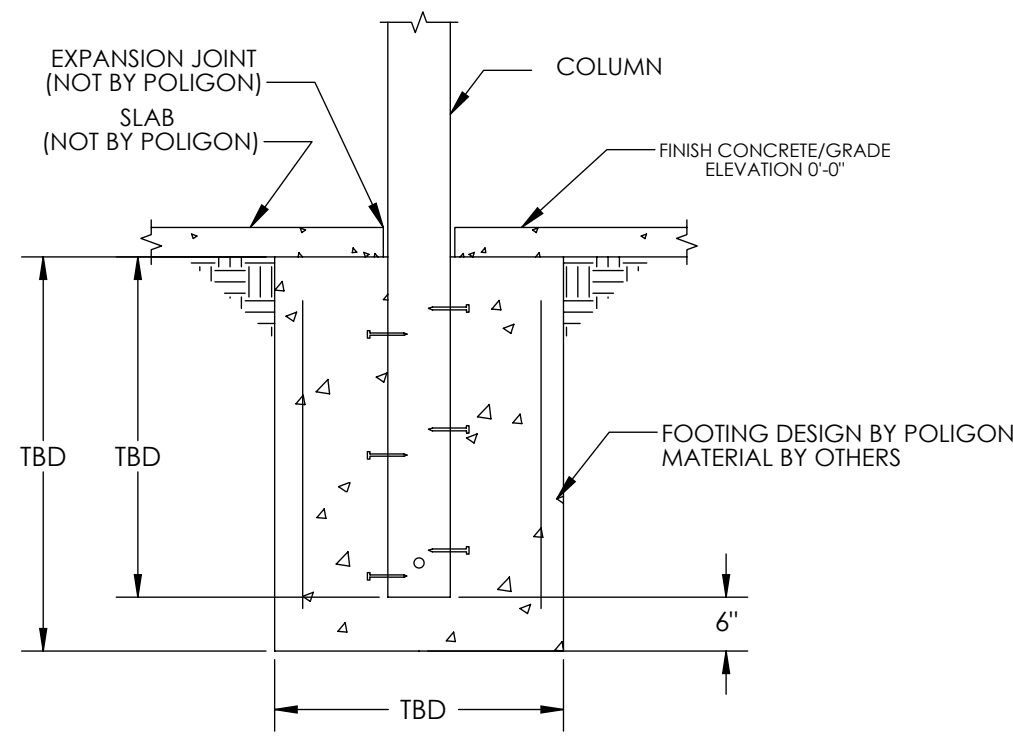 EXPANSION JOINT
(NOT BY POLIGON)
SLAB
(NOT BY POLIGON)
COLUMN
FINISH CONCRETE/GRADE
ELEVATION 0'-0"
TBD
TBD
FOOTING DESIGN BY POLIGON
MATERIAL BY OTHERS
6"
TBD